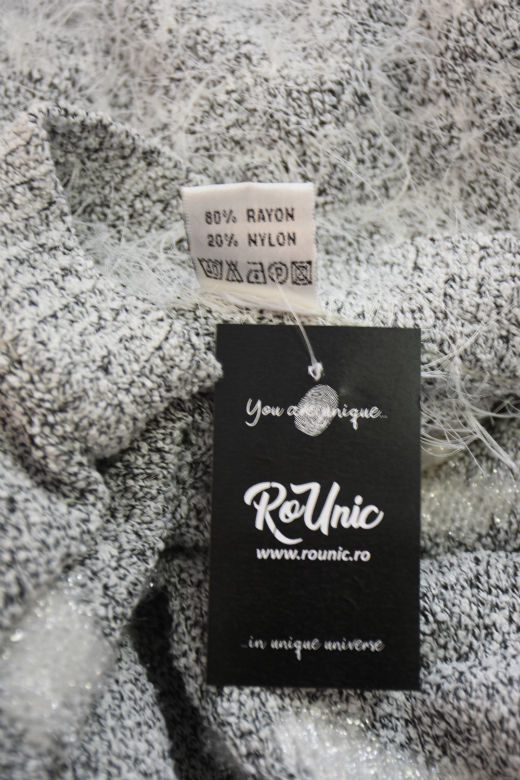 80% RAYON
20% NYLON
You are unique...
RoUnic
www.rounic.ro
...in unique universe